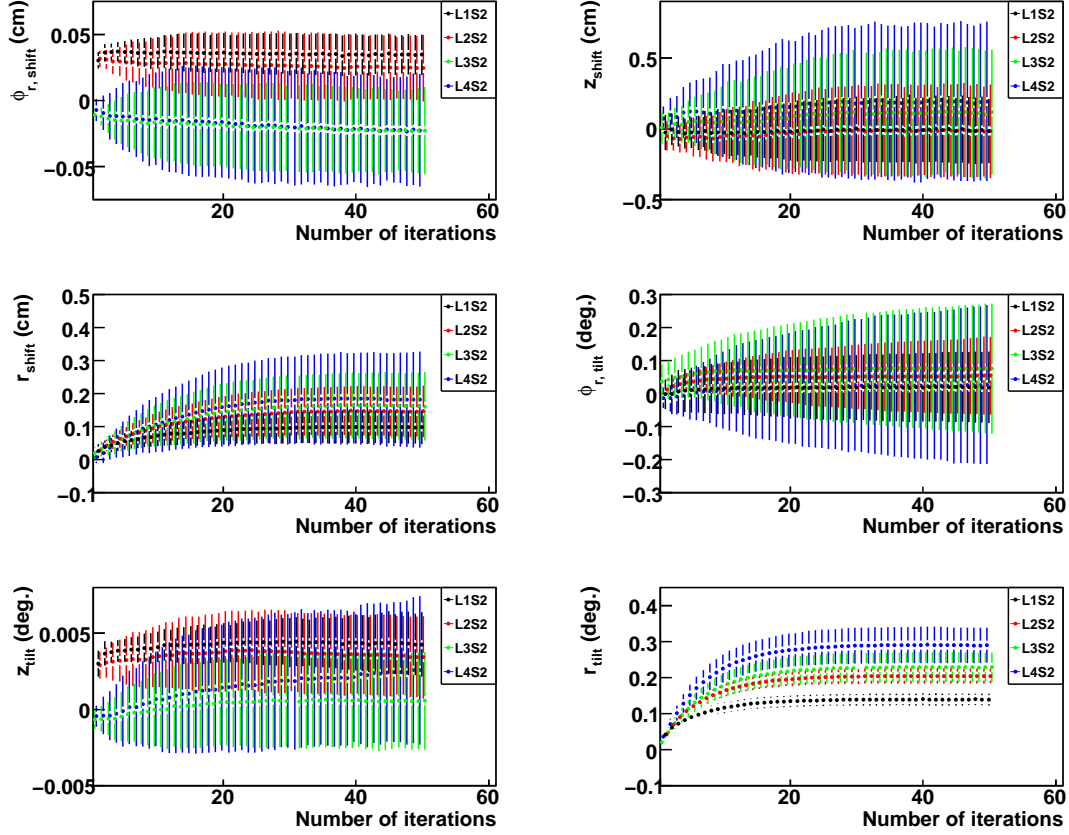 ϕr, shift (cm)
0.05
0
−0.05
20
40
60
Number of iterations
L1S2
L2S2
L3S2
L4S2
zshift (cm)
0.5
0
−0.5
20
40
60
Number of iterations
L1S2
L2S2
L3S2
L4S2
rshift (cm)
0.5
0.4
0.3
0.2
0.1
0
−0.1
20
40
60
Number of iterations
L1S2
L2S2
L3S2
L4S2
ϕr, tilt (deg.)
0.3
0.2
0.1
0
−0.1
−0.2
−0.3
20
40
60
Number of iterations
L1S2
L2S2
L3S2
L4S2
ztilt (deg.)
0.005
0
−0.005
20
40
60
Number of iterations
L1S2
L2S2
L3S2
L4S2
rtilt (deg.)
0.4
0.3
0.2
0.1
0
−0.1
20
40
60
Number of iterations
L1S2
L2S2
L3S2
L4S2